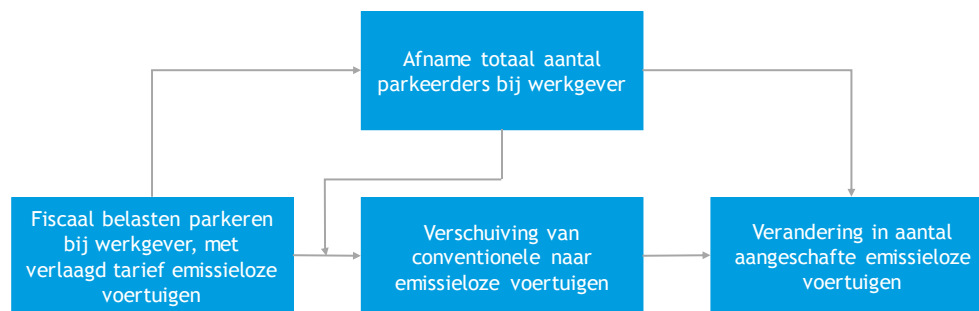 Afname totaal aantal
parkeerders bij werkgever
Fiscaal belasten parkeren
bij werkgever, met
verlaagd tarief emissieloze
voertuigen
Verschuiving van
conventionele naar
emissieloze voertuigen
Verandering in aantal
aangeschafte emissieloze
voertuigen